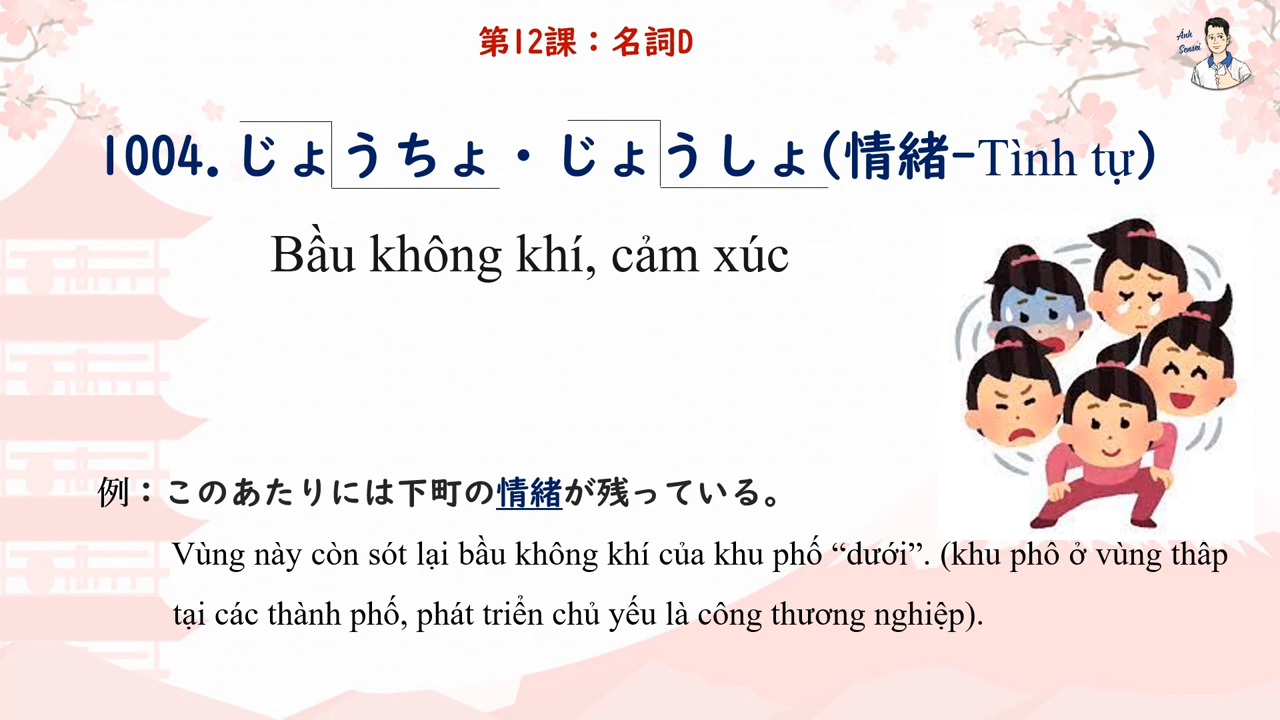 第12課：名詞D
Ánh
Sensei
1004. じょうちょ・じょうしょ(情緒-Tình tự)
Bầu không khí, cảm xúc
例：このあたりには下町の情緒が残っている。
Vùng này còn sót lại bầu không khí của khu phố “dưới”. (khu phô ở vùng thâp
tại các thành phố, phát triển chủ yếu là công thương nghiệp).